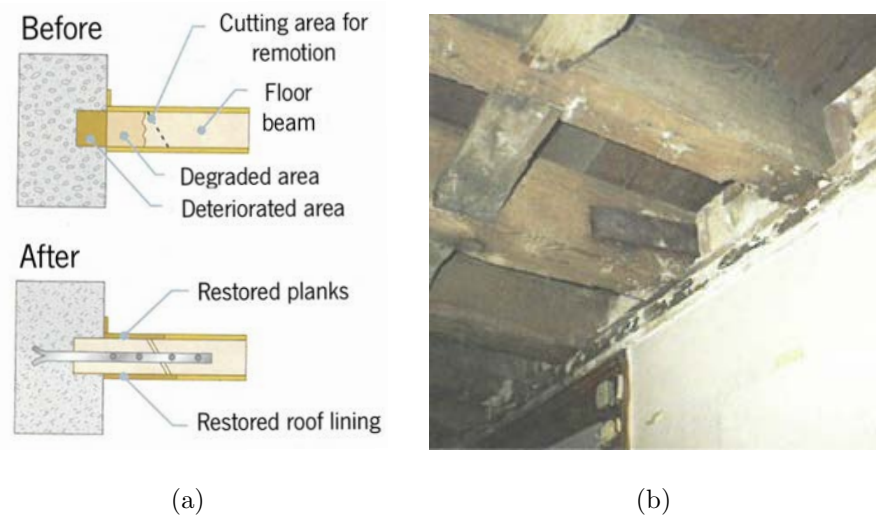 Before
Cutting area for
remotion
Floor
beam
Degraded area
Deteriorated area
After
Restored planks
Restored roof lining
(a)
(b)